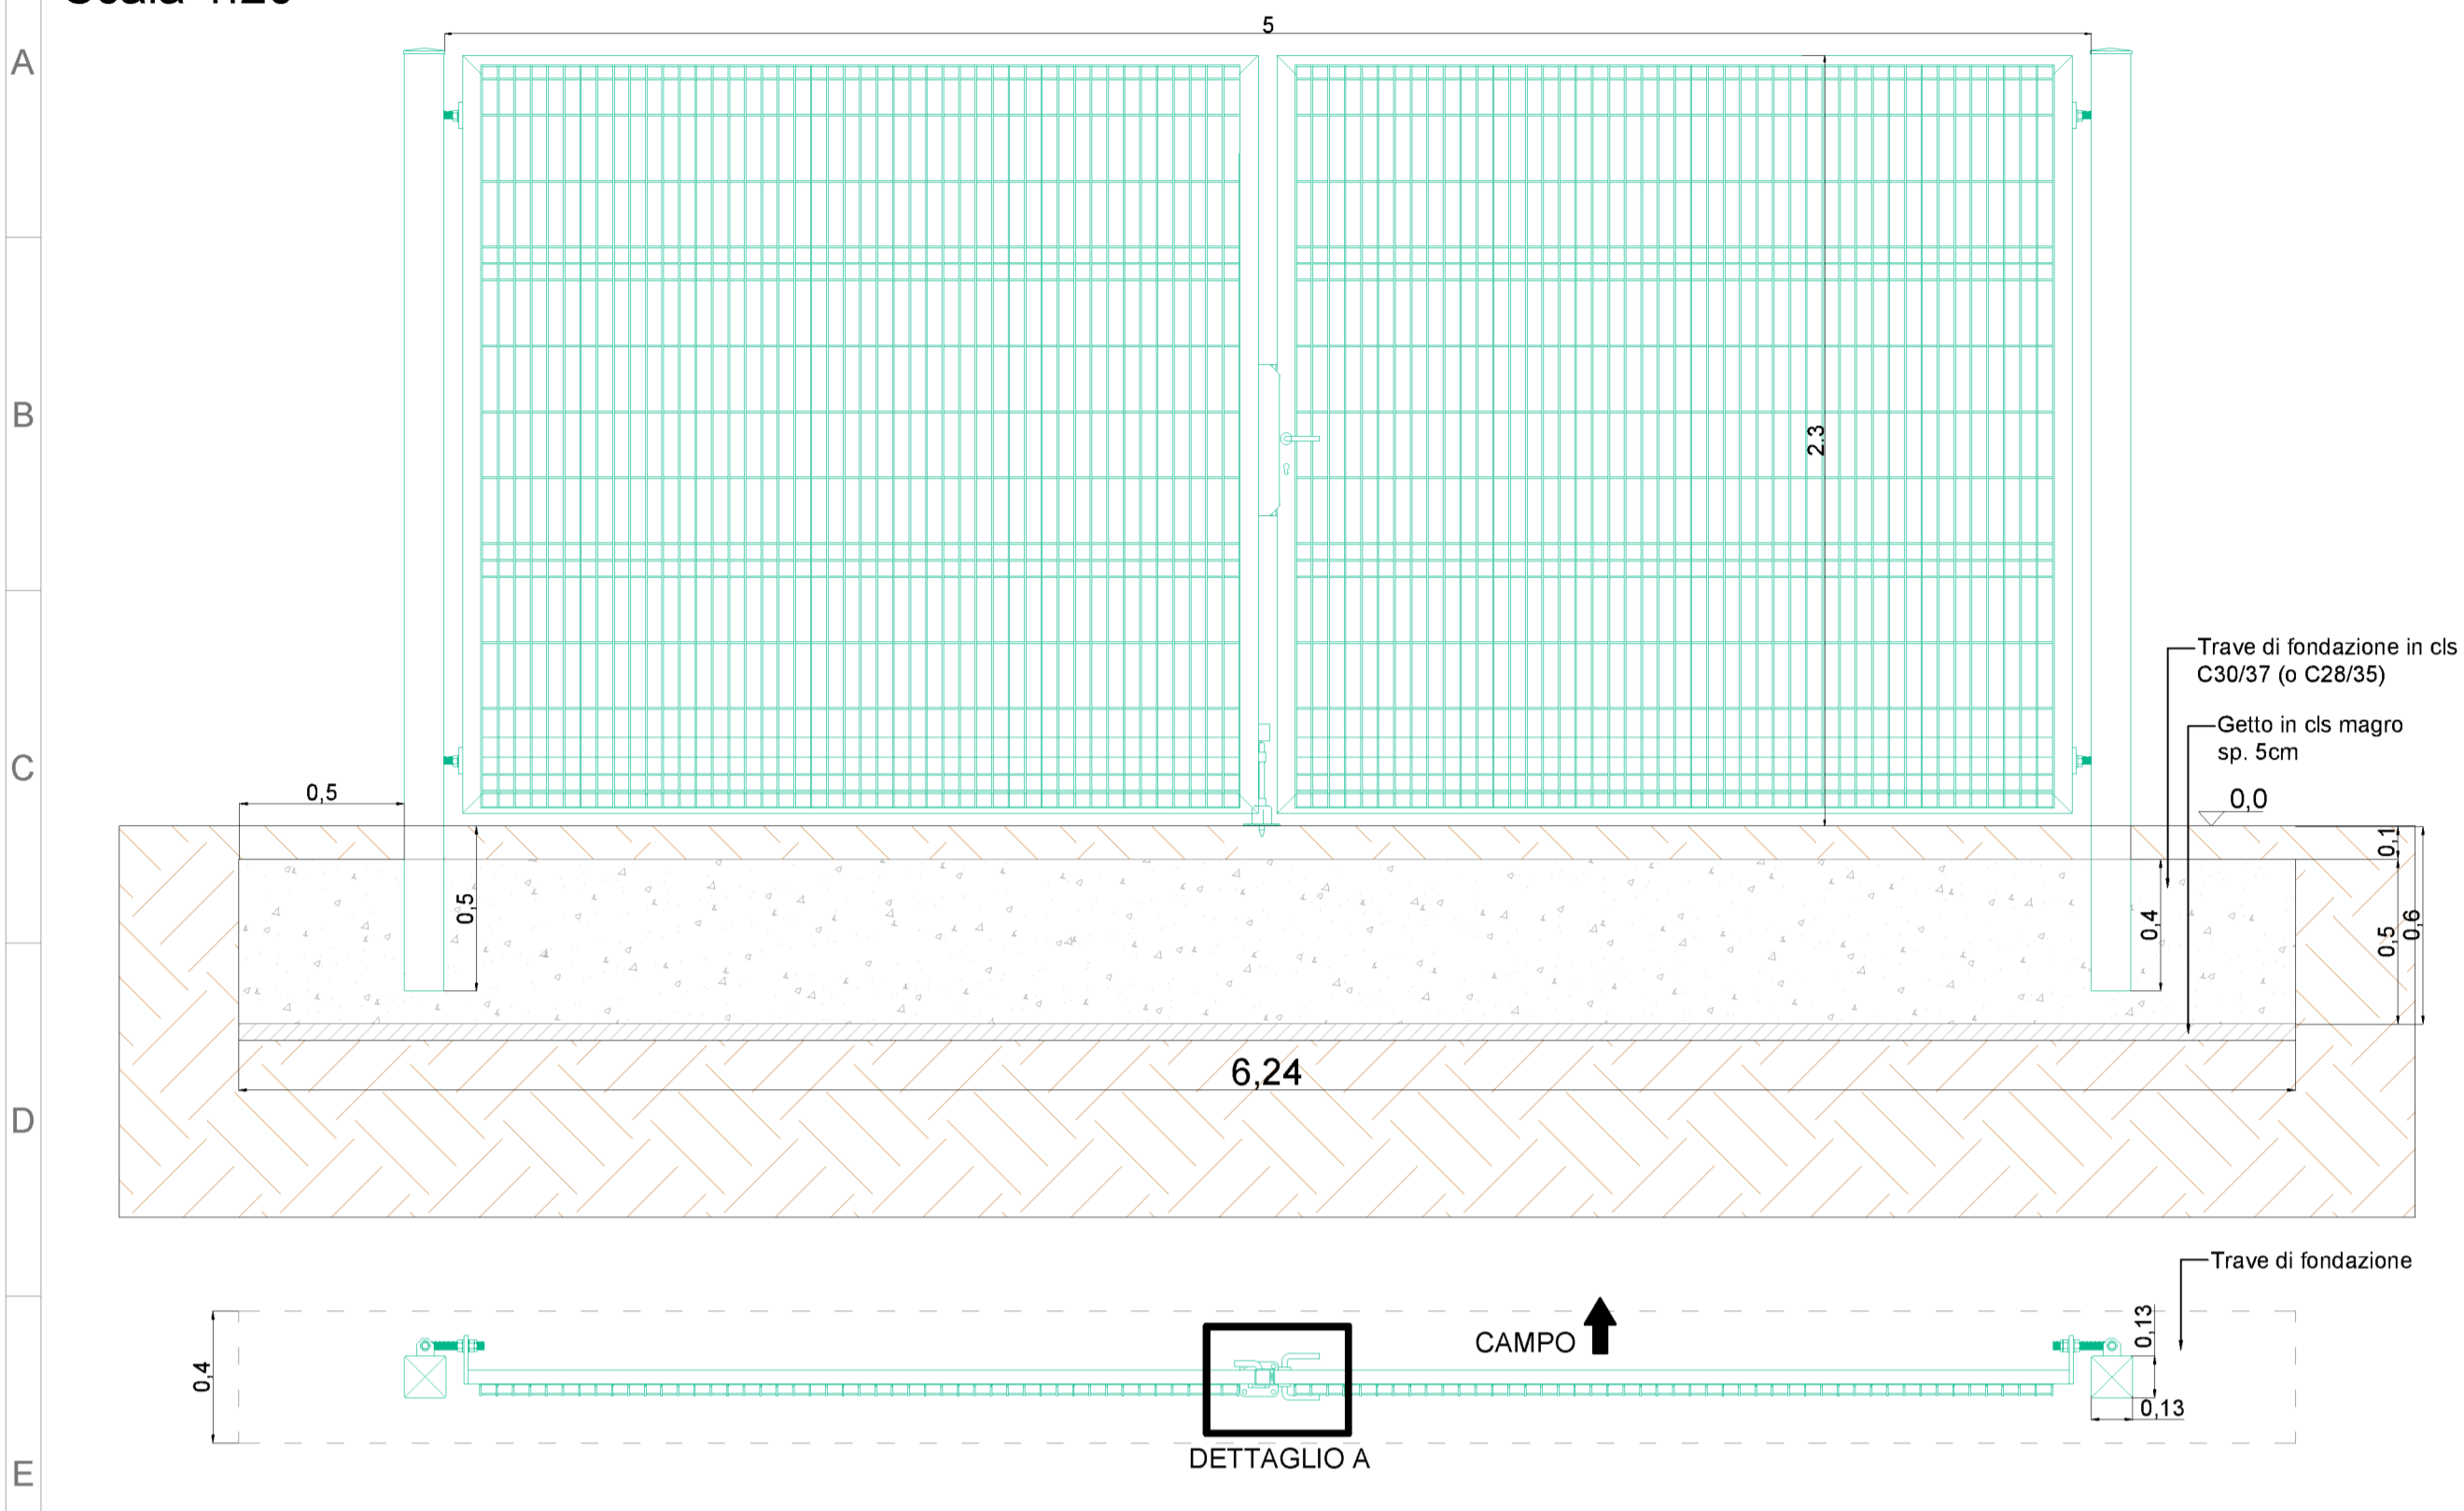 5
A
B
2.3
Trave di fondazione in cls
C30/37 (o C28/35)
Getto in cls magro
sp. 5cm
C
0,5
0,0
0,1
0,5
0,4
0,5
0,6
6,24
D
Trave di fondazione
CAMPO
0,13
0,4
0,13
DETTAGLIO A
E